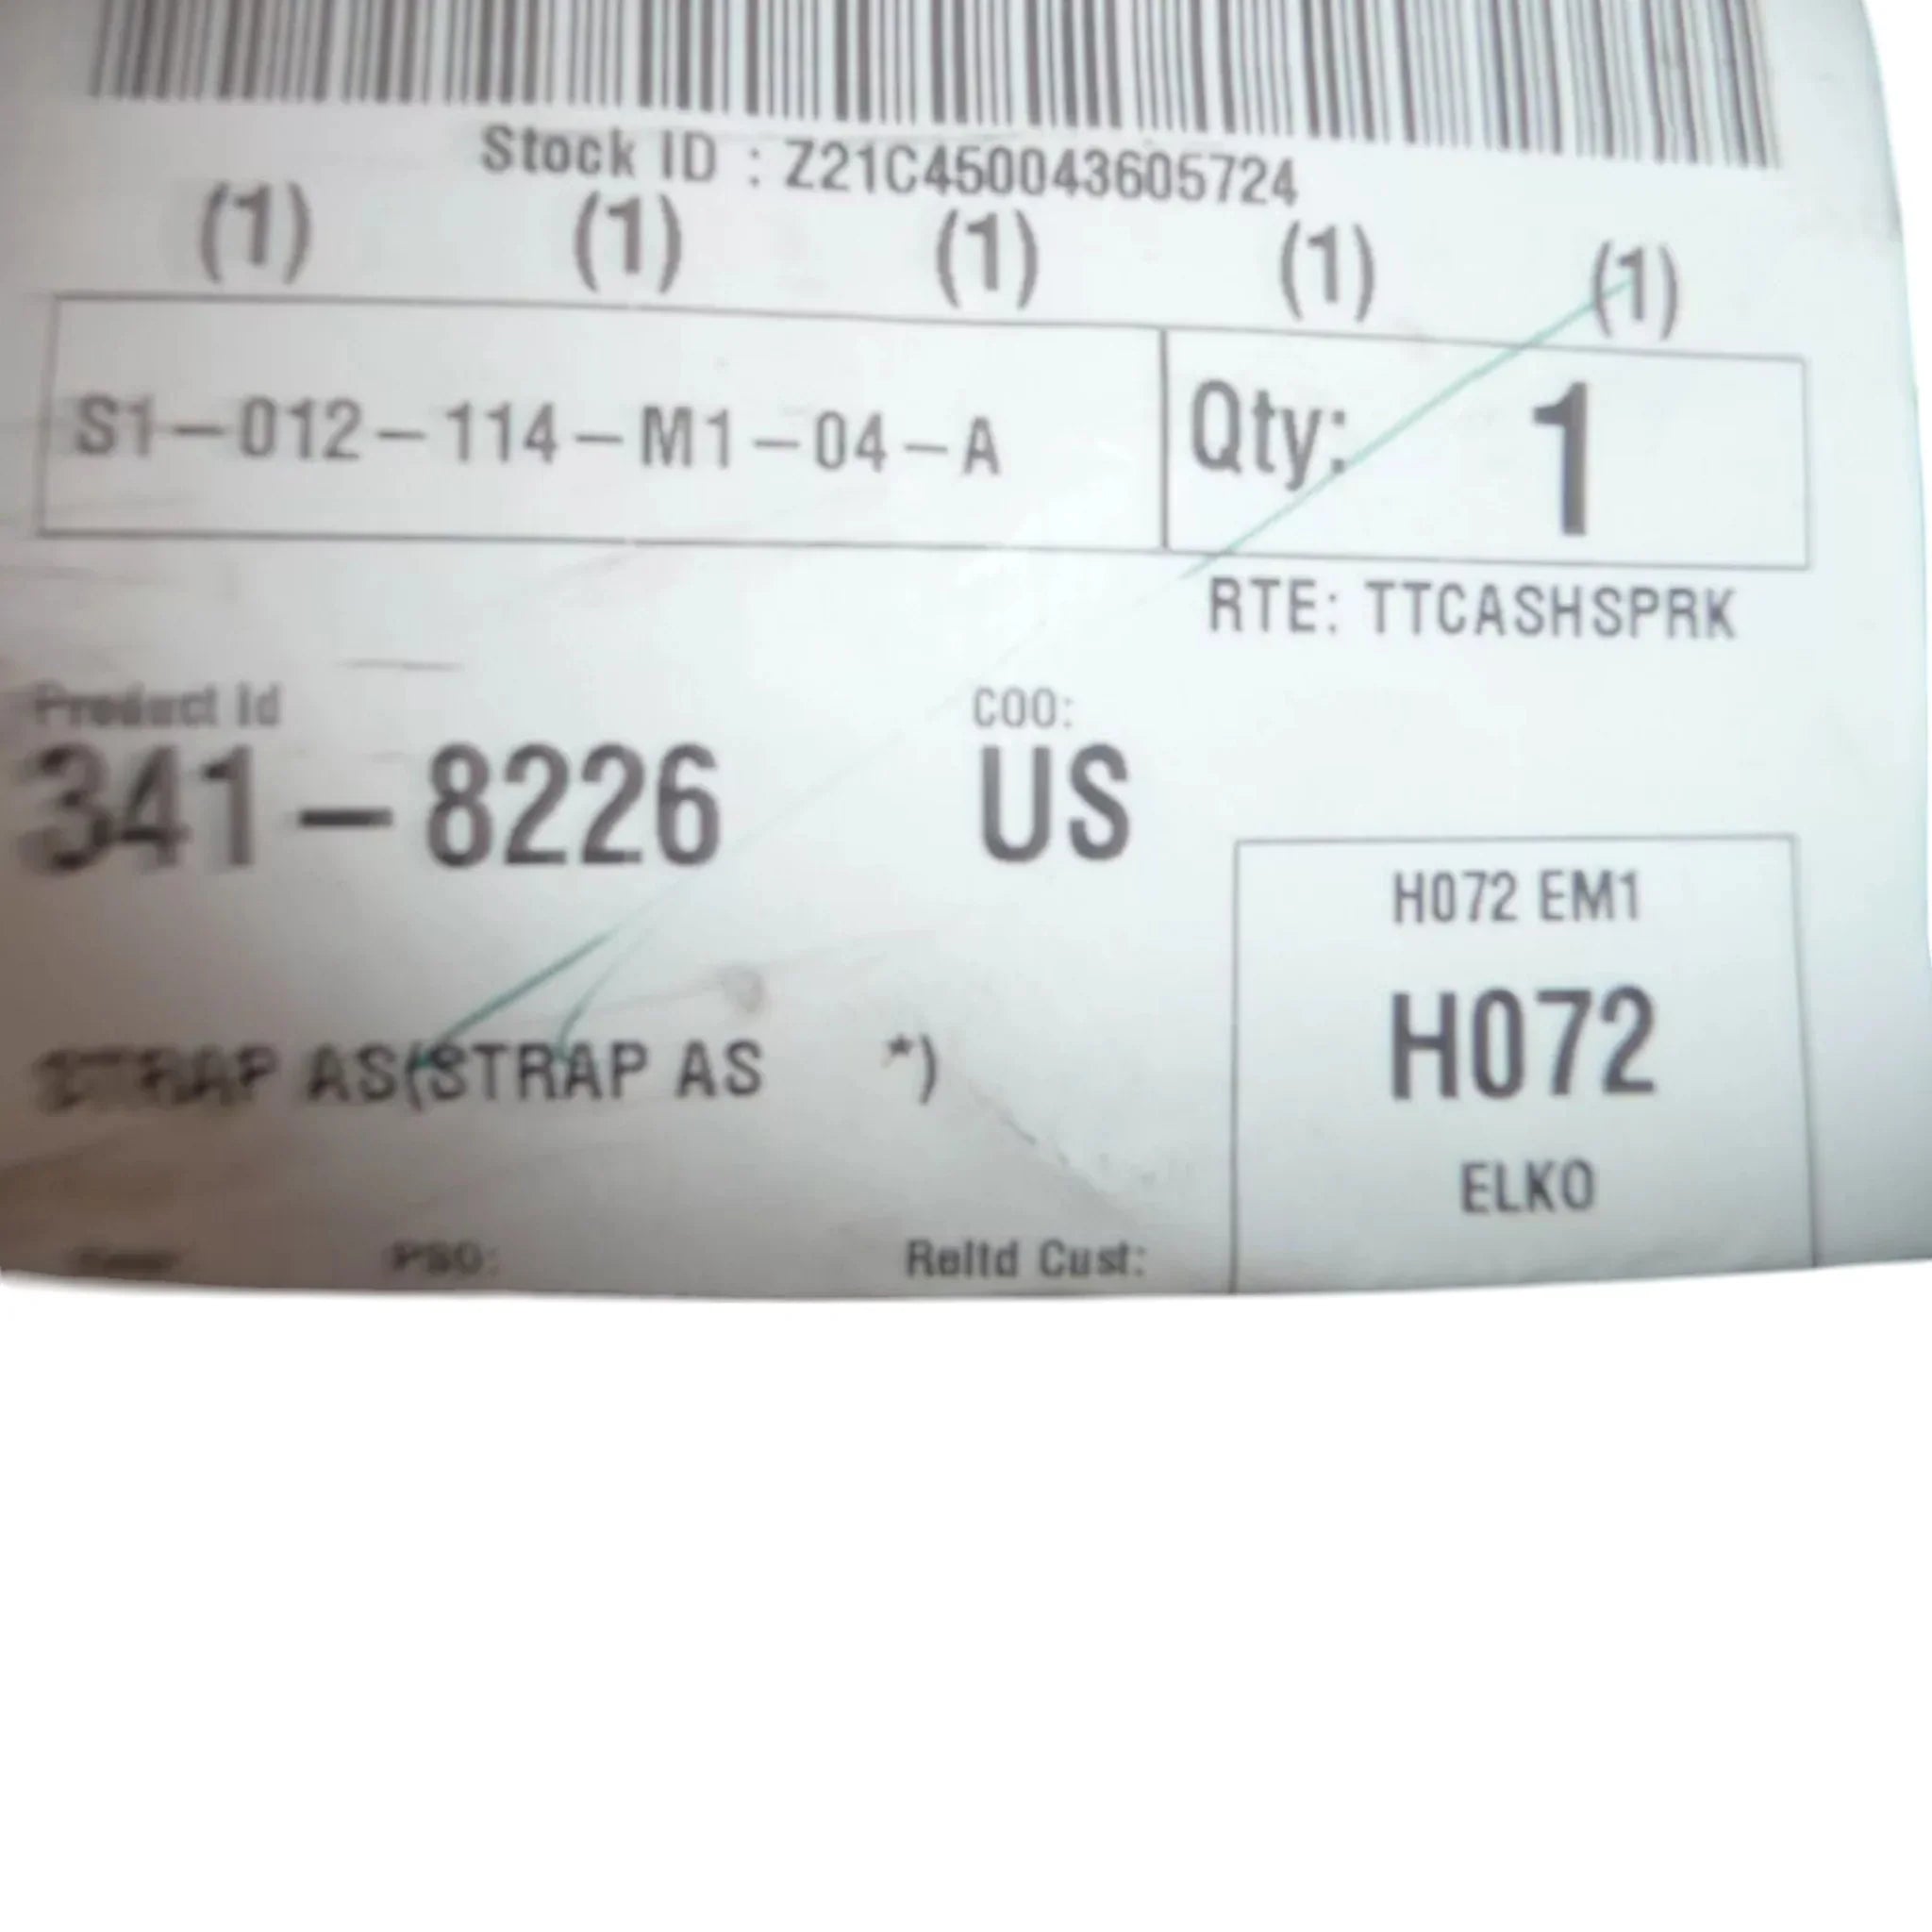 Stock ID : Z21C450043605724
(1) (1) (1) (1) (1)
S1-012-114-M1-04-A
Qty: 1
RTE: TTCASHSPRK
Product Id
341-8226
COO:
US
H072 EM1
H072
ELKO
STRAP AS(STRAP AS *)
PSO:
Reltd Cust: